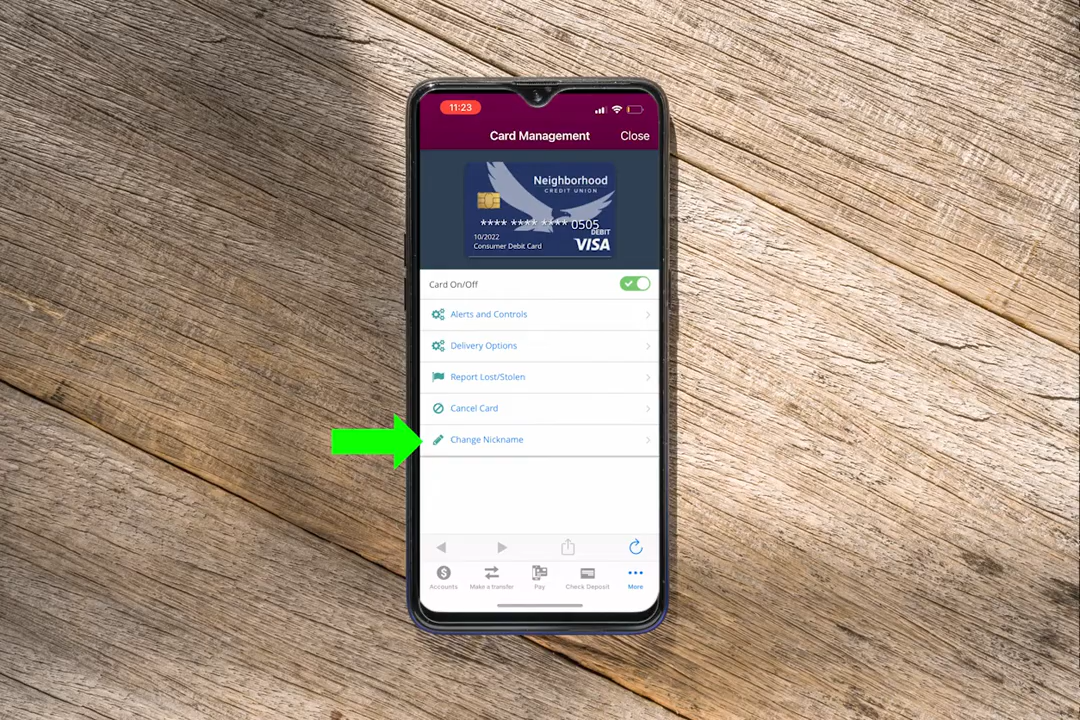 11:23
Card Management Close
Neighborhood
CREDIT UNION
**** **** **** 0505
DEBIT
10/2022
Consumer Debit Card
VISA
Card On/Off
Alerts and Controls
Delivery Options
Report Lost/Stolen
Cancel Card
Change Nickname
Accounts Make a transfer Pay Check Deposit More